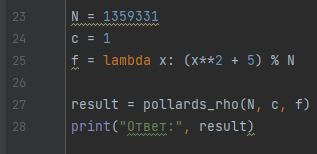 23 N = 1359331
24 c = 1
25 f = lambda x: (x**2 + 5) % N
26
27 result = pollards_rho(N, c, f)
28 print("Ответ:", result)